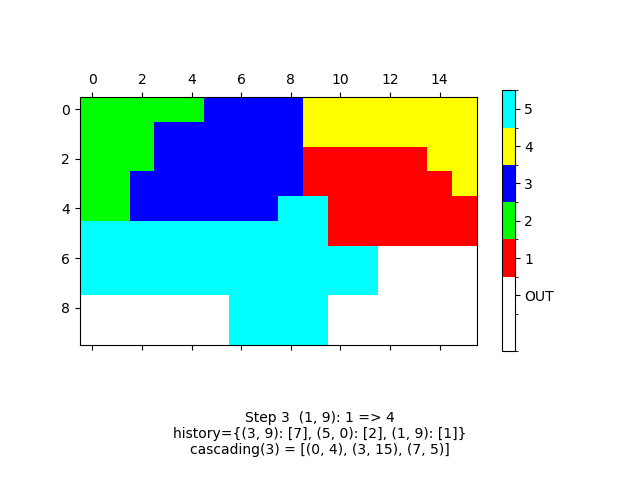 0 2 4 6 8 10 12 14
0
2
4
6
8
5
4
3
2
1
OUT
Step 3  (1, 9): 1 => 4
history={(3, 9): [7], (5, 0): [2], (1, 9): [1]}
cascading(3) = [(0, 4), (3, 15), (7, 5)]